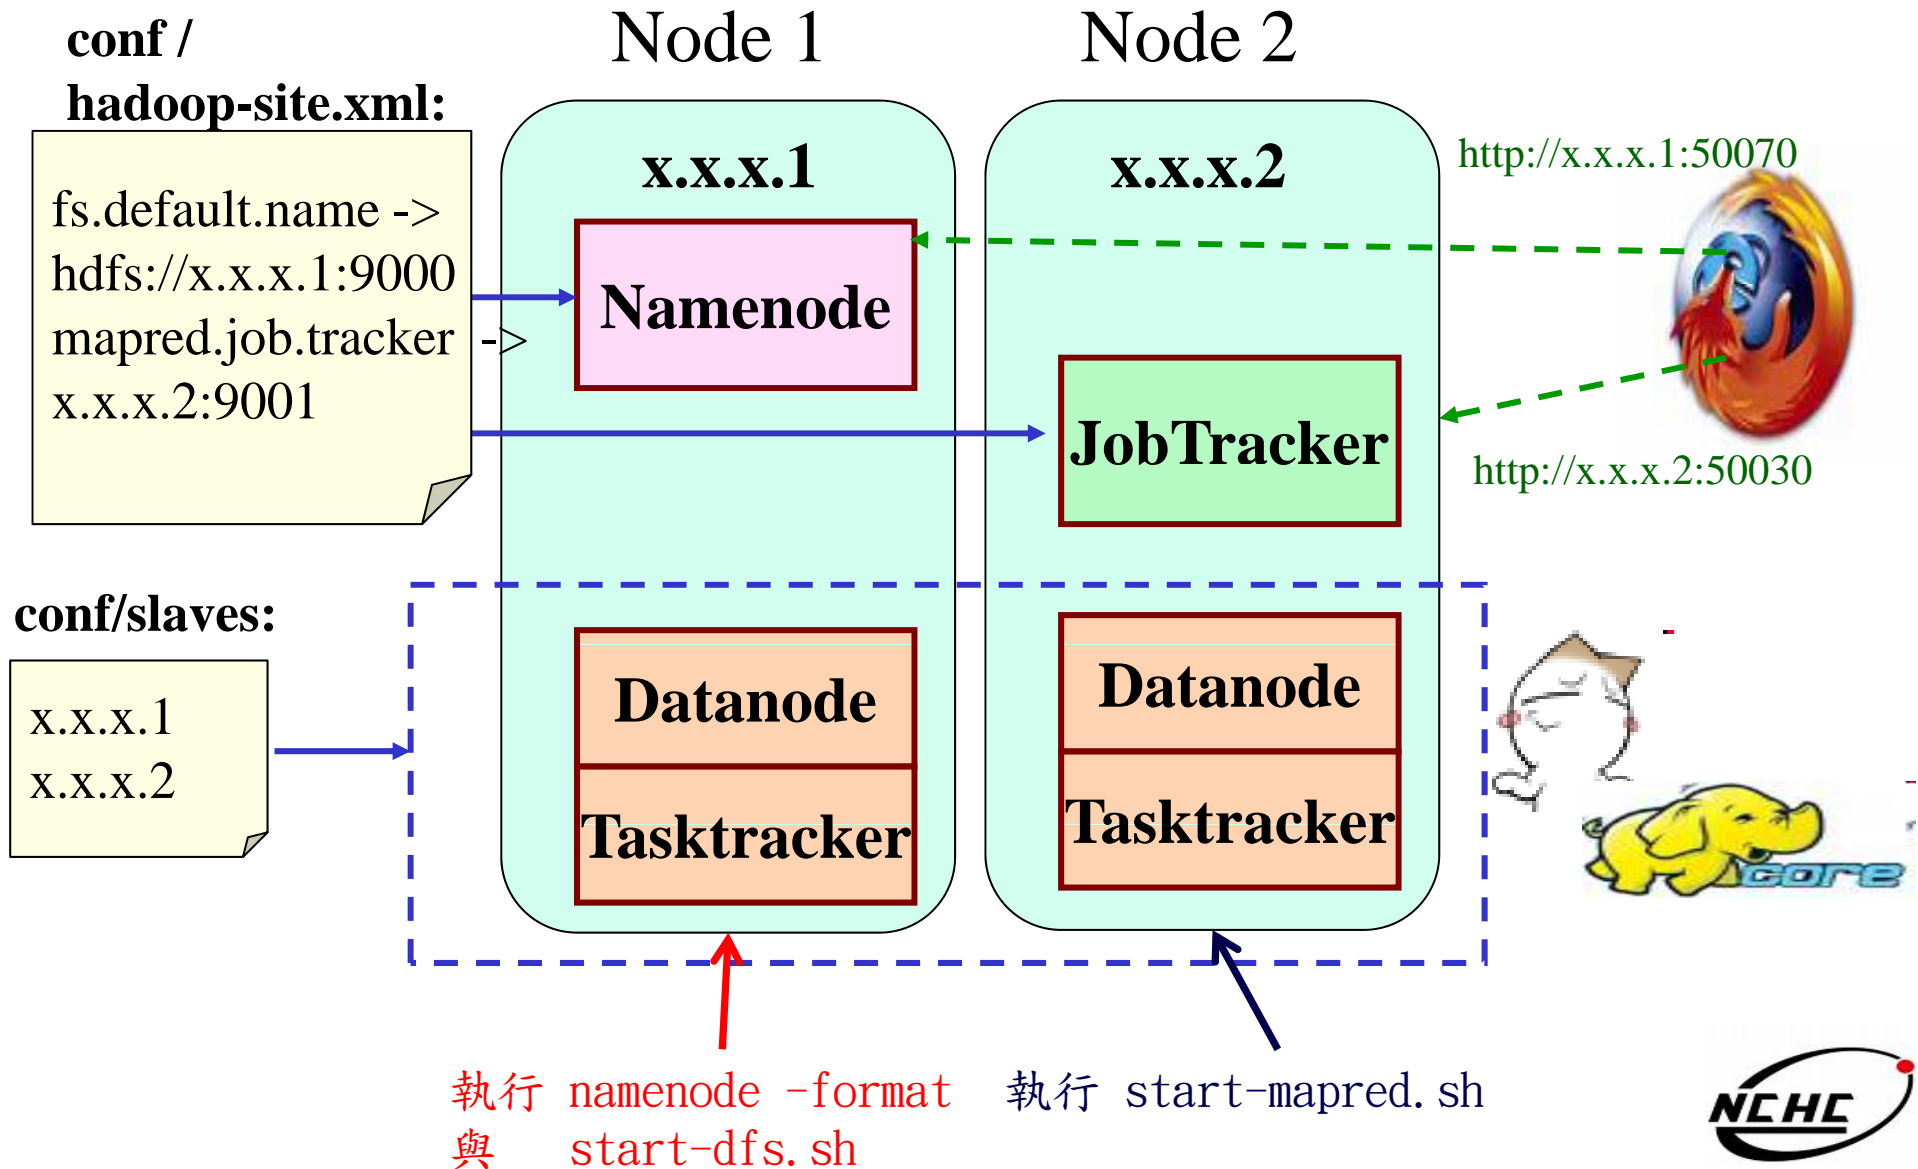 conf /
hadoop-site.xml:
fs.default.name ->
hdfs://x.x.x.1:9000
mapred.job.tracker ->
x.x.x.2:9001
conf/slaves:
x.x.x.1
x.x.x.2
Node 1
x.x.x.1
Namenode
Datanode
Tasktracker
Node 2
x.x.x.2
JobTracker
Datanode
Tasktracker
http://x.x.x.1:50070
http://x.x.x.2:50030
core
執行 namenode -format
與 start-dfs.sh
執行 start-mapred.sh
NCHC